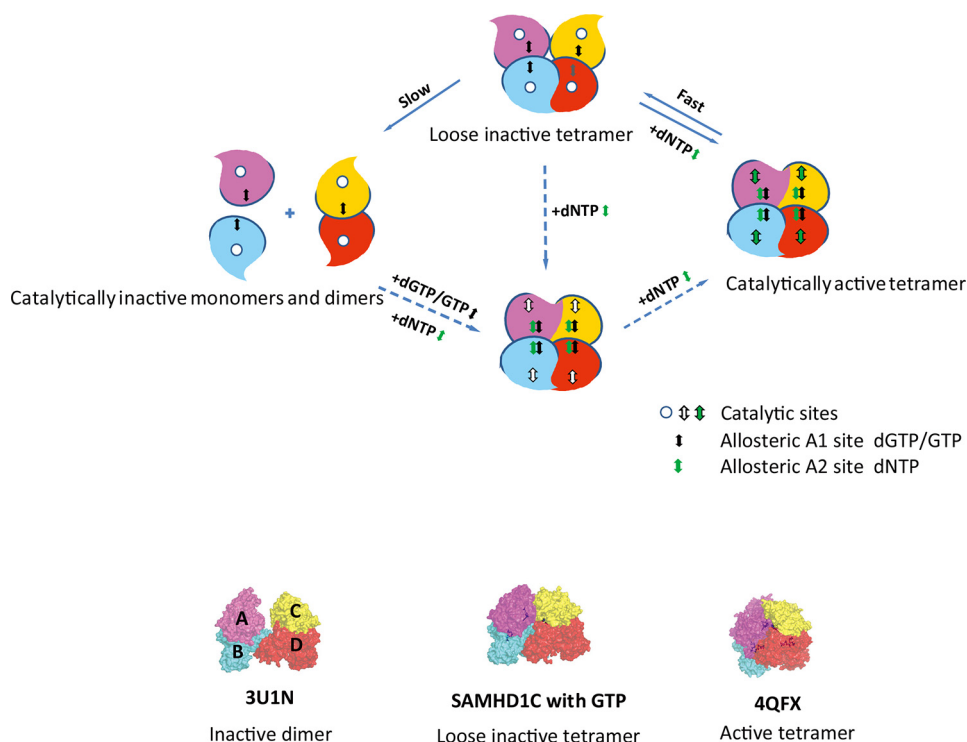 Slow
Loose inactive tetramer
Fast
+dNTP
+
+dNTP
Catalytically inactive monomers and dimers
+dGTP/GTP
+dNTP
+dNTP
Catalytically active tetramer
Catalytic sites
Allosteric A1 site dGTP/GTP
Allosteric A2 site dNTP
A
B
C
D
3U1N
SAMHD1C with GTP
4QFX
Inactive dimer
Loose inactive tetramer
Active tetramer